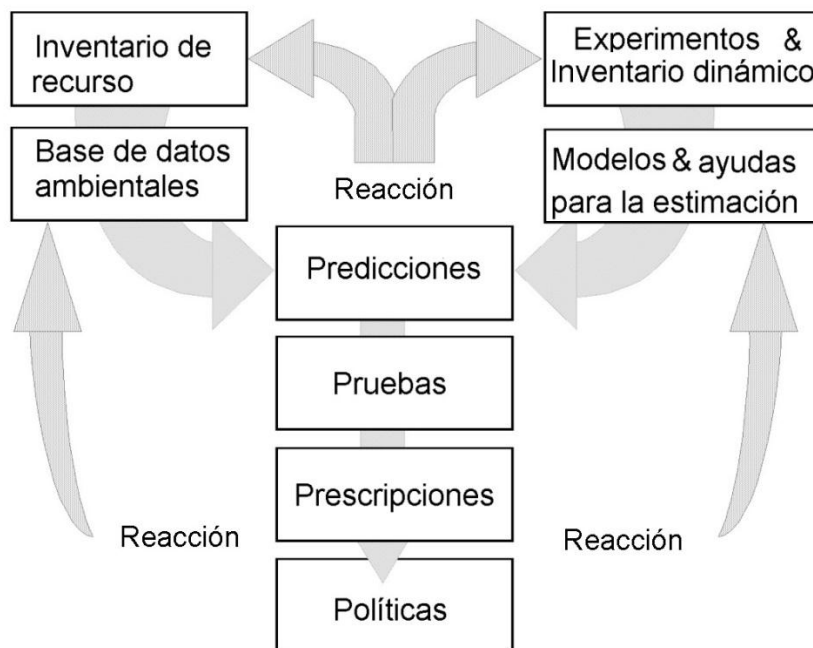 Inventario de
recurso
Experimentos &
Inventario dinámico
Base de datos
ambientales
Modelos & ayudas
para la estimación
Reacción
Predicciones
Pruebas
Prescripciones
Reacción
Reacción
Políticas